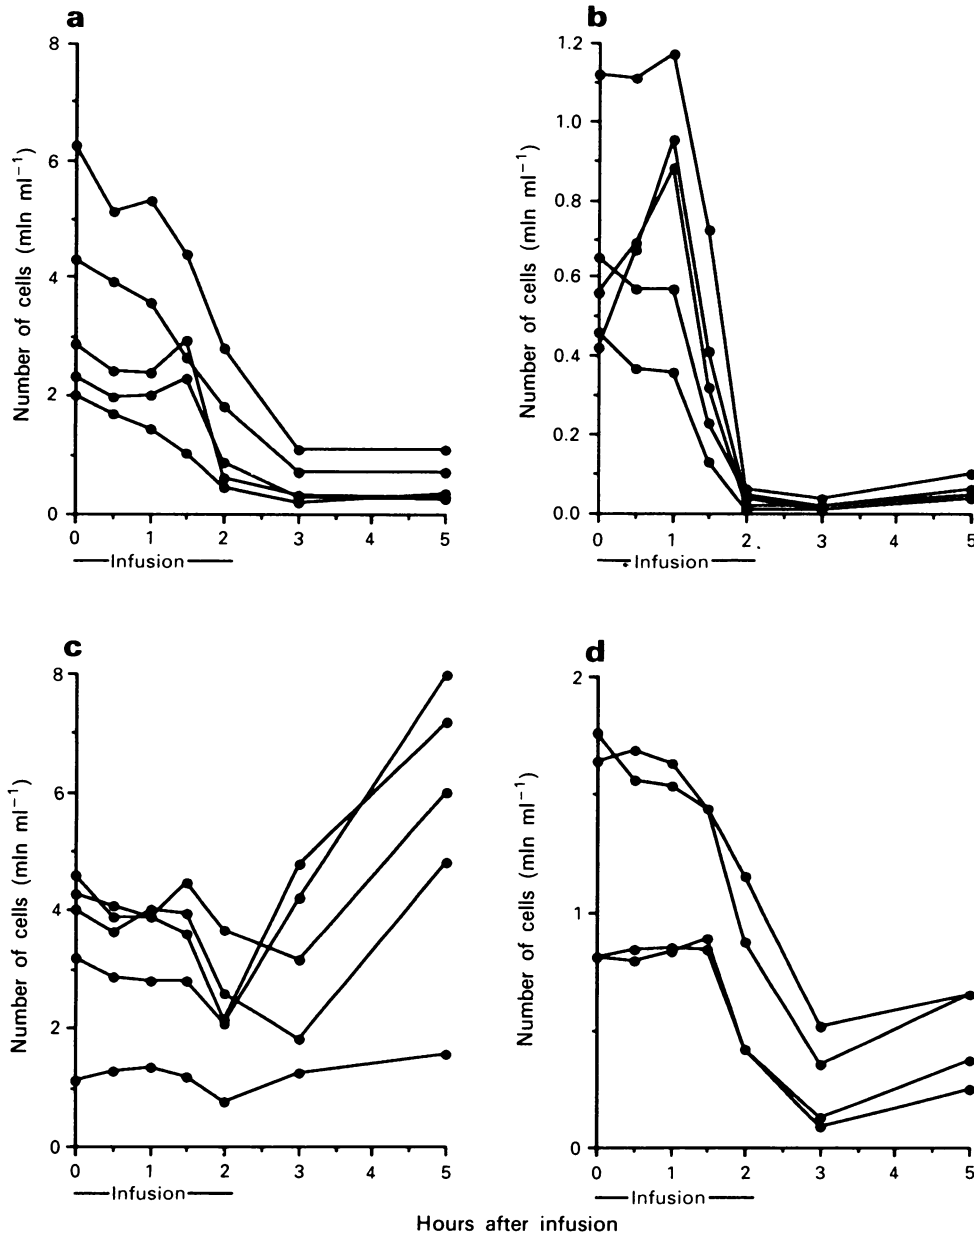 a
8
6
4
2
0
Number of cells (mln ml⁻¹)
0 1 2 3 4 5
Infusion
b
1.2
1.0
0.8
0.6
0.4
0.2
0.0
Number of cells (mln ml⁻¹)
0 1 2 3 4 5
Infusion
c
8
6
4
2
0
Number of cells (mln ml⁻¹)
0 1 2 3 4 5
Infusion
d
2
1
0
Number of cells (mln ml⁻¹)
0 1 2 3 4 5
Infusion
Hours after infusion